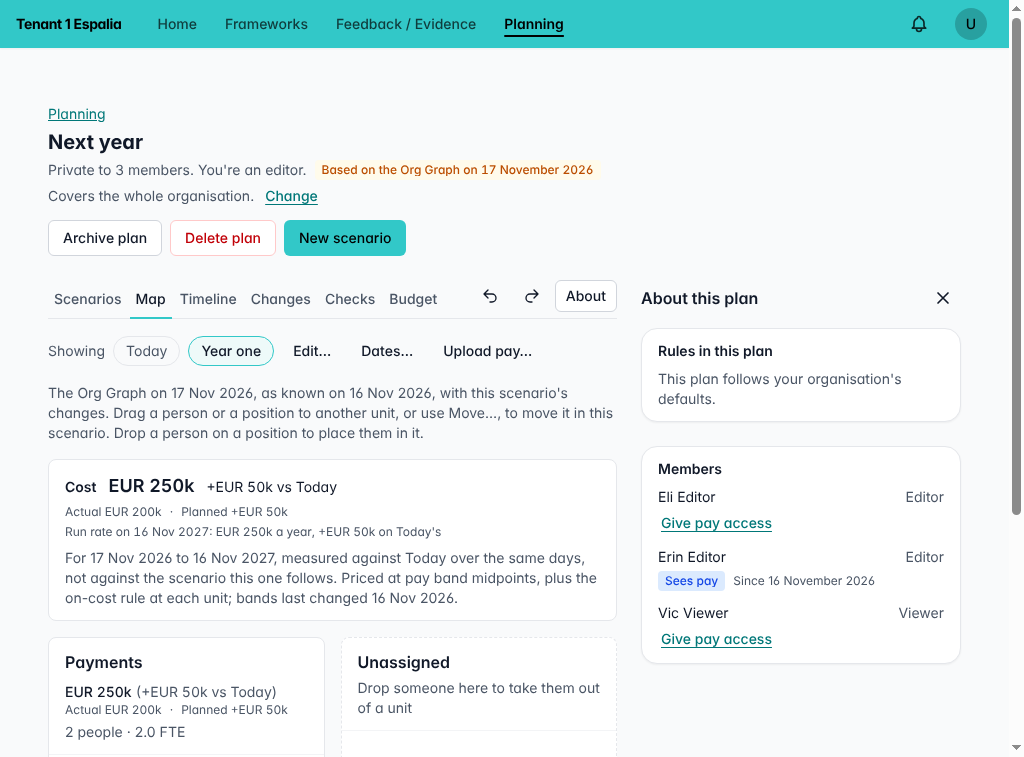 Tenant 1 Espalia
Home
Frameworks
Feedback / Evidence
Planning
U
Planning
Next year
Private to 3 members. You're an editor.
Based on the Org Graph on 17 November 2026
Covers the whole organisation.
Change
Archive plan
Delete plan
New scenario
Scenarios
Map
Timeline
Changes
Checks
Budget
About
Showing
Today
Year one
Edit...
Dates...
Upload pay...
The Org Graph on 17 Nov 2026, as known on 16 Nov 2026, with this scenario's
changes. Drag a person or a position to another unit, or use Move..., to move it in this
scenario. Drop a person on a position to place them in it.
Cost EUR 250k +EUR 50k vs Today
Actual EUR 200k · Planned +EUR 50k
Run rate on 16 Nov 2027: EUR 250k a year, +EUR 50k on Today's
For 17 Nov 2026 to 16 Nov 2027, measured against Today over the same days,
not against the scenario this one follows. Priced at pay band midpoints, plus the
on-cost rule at each unit; bands last changed 16 Nov 2026.
Payments
EUR 250k (+EUR 50k vs Today)
Actual EUR 200k · Planned +EUR 50k
2 people · 2.0 FTE
Unassigned
Drop someone here to take them out
of a unit
About this plan
Rules in this plan
This plan follows your organisation's
defaults.
Members
Eli Editor
Editor
Give pay access
Erin Editor
Editor
Sees pay
Since 16 November 2026
Vic Viewer
Viewer
Give pay access